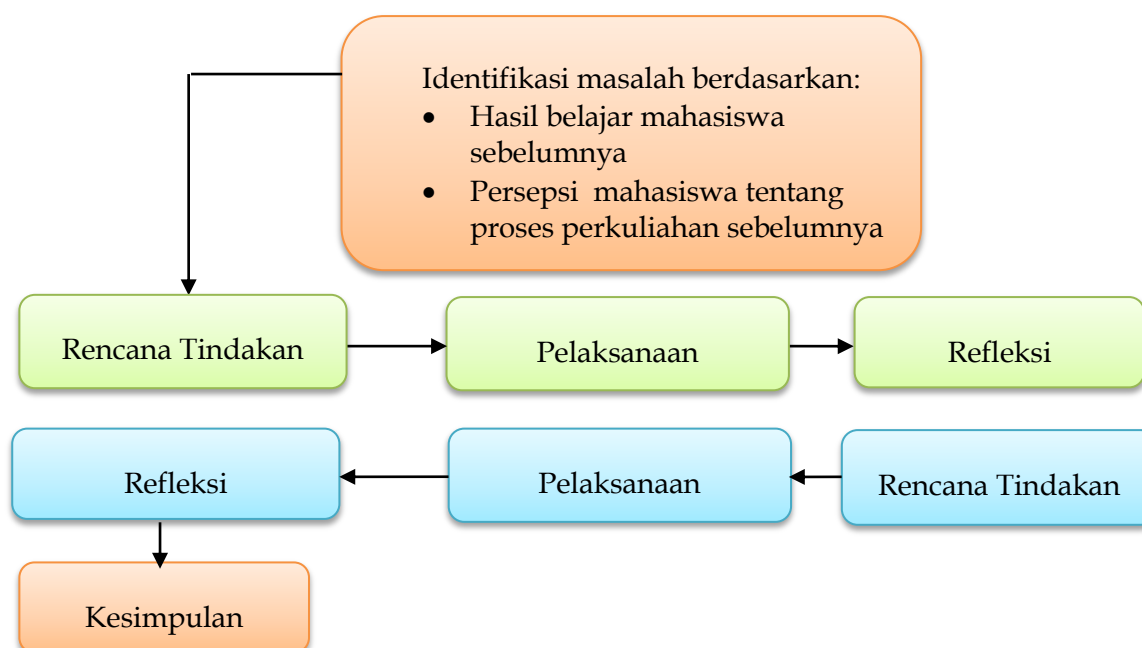 Identifikasi masalah berdasarkan:
• Hasil belajar mahasiswa
sebelumnya
• Persepsi mahasiswa tentang
proses perkuliahan sebelumnya
Rencana Tindakan
Pelaksanaan
Refleksi
Refleksi
Pelaksanaan
Rencana Tindakan
Kesimpulan